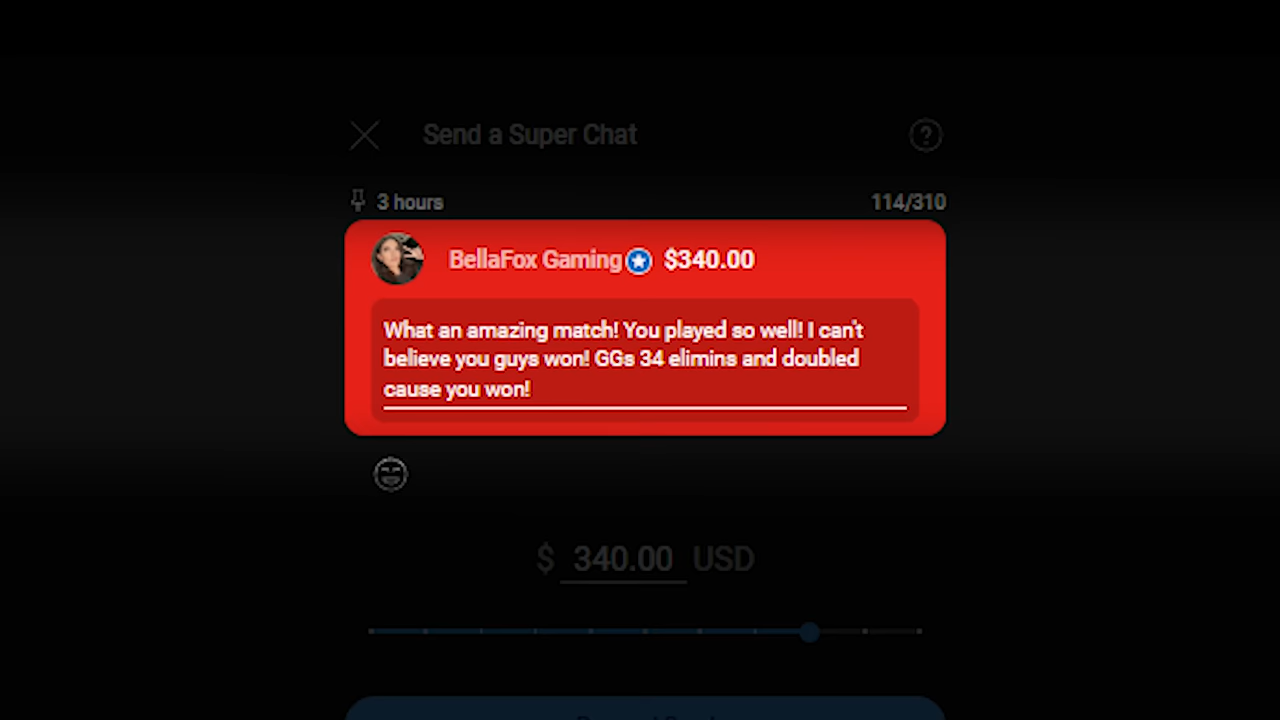 Send a Super Chat
3 hours
114/310
BellaFox Gaming $340.00
What an amazing match! You played so well! I can't
believe you guys won! GGs 34 elimins and doubled
cause you won!
$ 340.00 USD